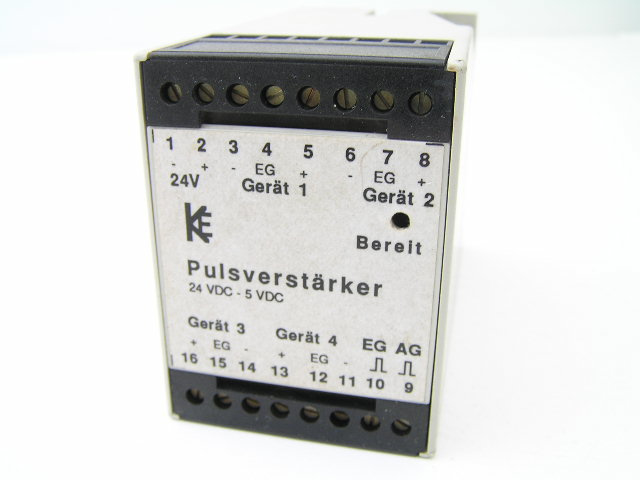 1 2 3 4 5 6 7 8
- + - EG + - EG +
24V Gerät 1 Gerät 2
KE
Bereit
Pulsverstärker
24 VDC - 5 VDC
Gerät 3 Gerät 4 EG AG
+ EG - + EG -
16 15 14 13 12 11 10 9